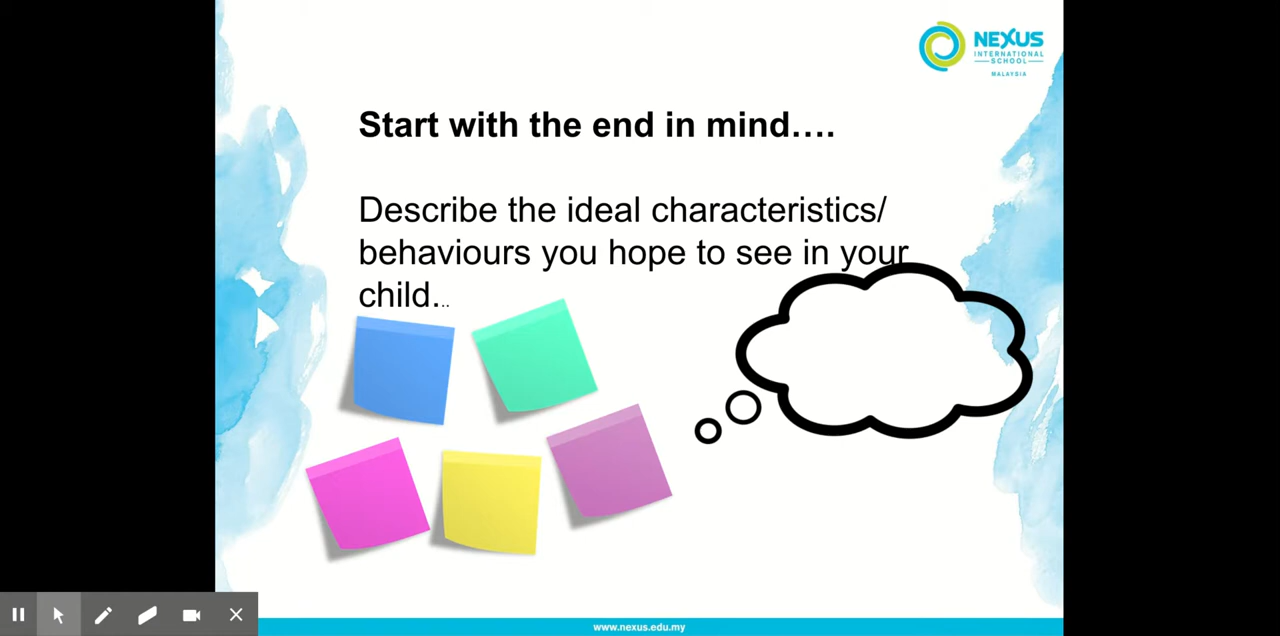 NEXUS
INTERNATIONAL
SCHOOL
MALAYSIA
Start with the end in mind….
Describe the ideal characteristics/
behaviours you hope to see in your
child...
www.nexus.edu.my